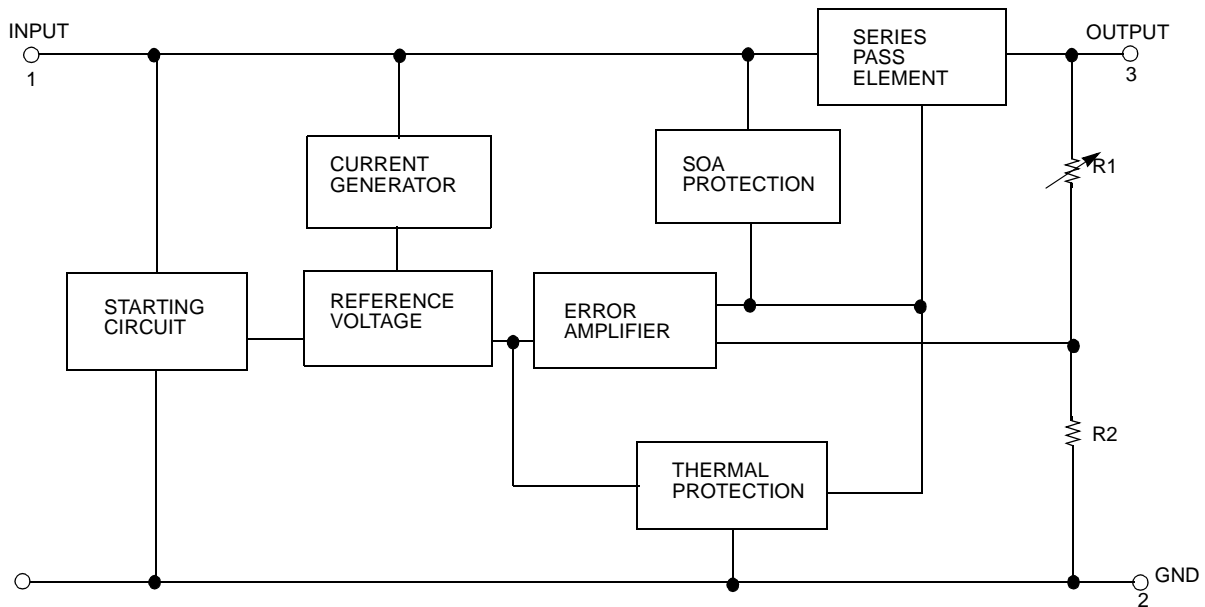 INPUT
1
SERIES
PASS
ELEMENT
OUTPUT
3
CURRENT
GENERATOR
SOA
PROTECTION
R1
STARTING
CIRCUIT
REFERENCE
VOLTAGE
ERROR
AMPLIFIER
R2
THERMAL
PROTECTION
GND
2